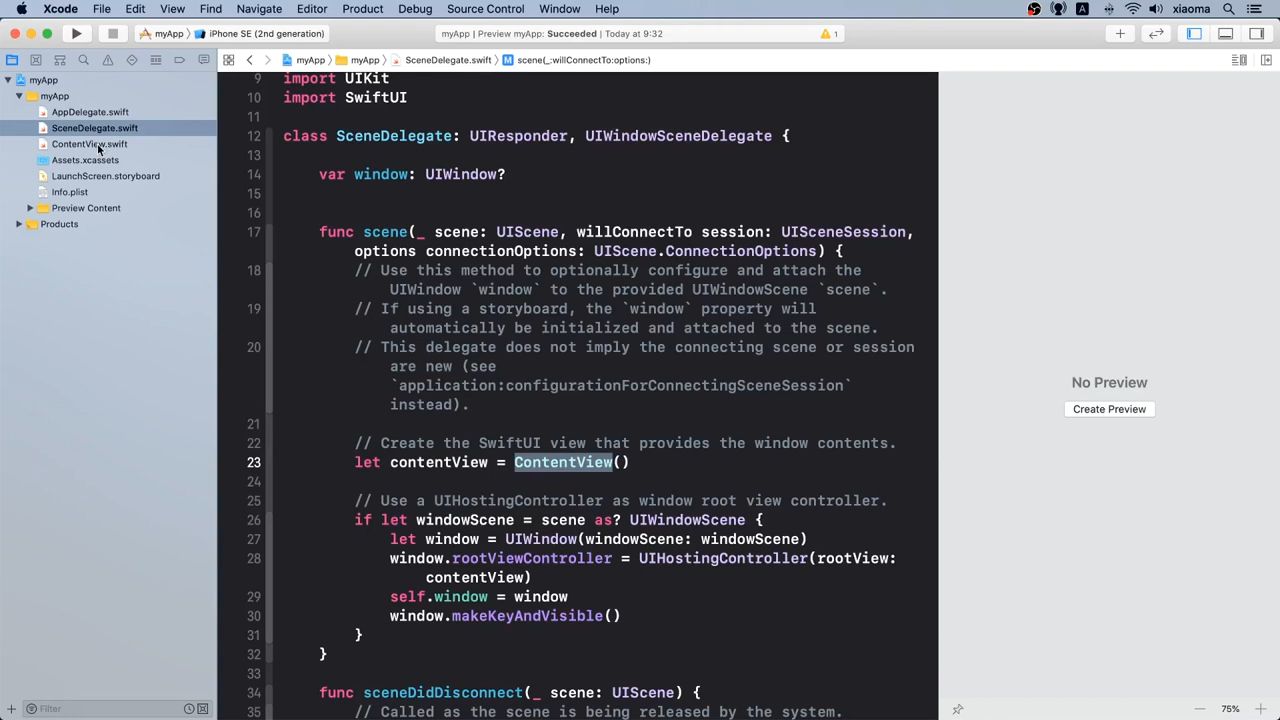 Xcode File Edit View Find Navigate Editor Product Debug Source Control Window Help A xiaoma
myApp iPhone SE (2nd generation) myApp | Preview myApp: Succeeded | Today at 9:32 1
myApp myApp SceneDelegate.swift M scene(_:willConnectTo:options:)
myApp
myApp
AppDelegate.swift
SceneDelegate.swift
ContentView.swift
Assets.xcassets
LaunchScreen.storyboard
Info.plist
Preview Content
Products
Filter
9 import UIKit
10 import SwiftUI
11
12 class SceneDelegate: UIResponder, UIWindowSceneDelegate {
13
14 var window: UIWindow?
15
16
17 func scene(_ scene: UIScene, willConnectTo session: UISceneSession,
options connectionOptions: UIScene.ConnectionOptions) {
18 // Use this method to optionally configure and attach the
UIWindow `window` to the provided UIWindowScene `scene`.
19 // If using a storyboard, the `window` property will
automatically be initialized and attached to the scene.
20 // This delegate does not imply the connecting scene or session
are new (see
`application:configurationForConnectingSceneSession`
instead).
21
22 // Create the SwiftUI view that provides the window contents.
23 let contentView = ContentView()
24
25 // Use a UIHostingController as window root view controller.
26 if let windowScene = scene as? UIWindowScene {
27 let window = UIWindow(windowScene: windowScene)
28 window.rootViewController = UIHostingController(rootView:
contentView)
29 self.window = window
30 window.makeKeyAndVisible()
31 }
32 }
33
34 func sceneDidDisconnect(_ scene: UIScene) {
35 // Called as the scene is being released by the system.
No Preview
Create Preview
75%